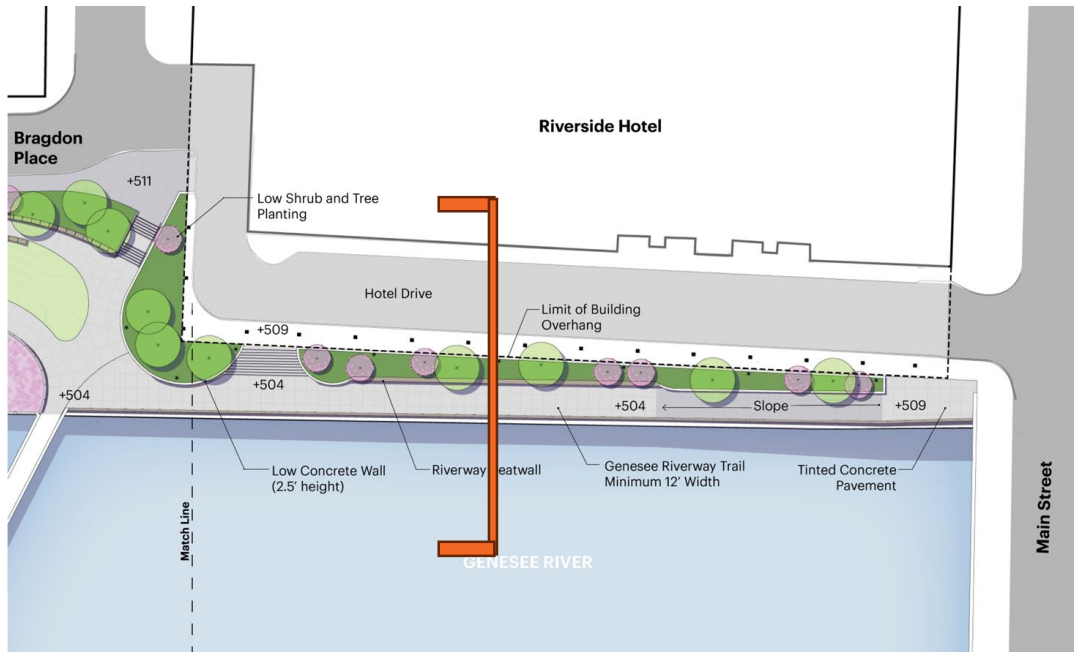 Bragdon
Place
Riverside Hotel
+511
Low Shrub and Tree
Planting
Hotel Drive
Limit of Building
Overhang
+509
+504
+504
+504
Slope
+509
Low Concrete Wall
(2.5' height)
Riverway Seatwall
Genesee Riverway Trail
Minimum 12' Width
Tinted Concrete
Pavement
Match Line
Main Street
GENESEE RIVER